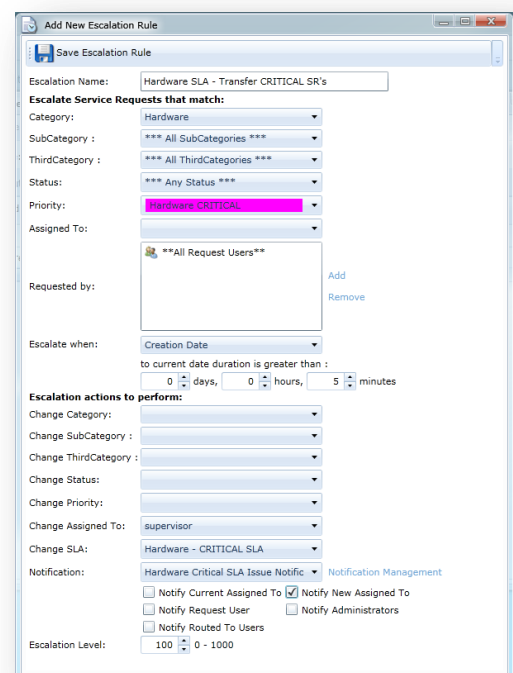 Add New Escalation Rule
Save Escalation Rule
Escalation Name: Hardware SLA - Transfer CRITICAL SR's
Escalate Service Requests that match:
Category: Hardware
SubCategory : *** All SubCategories ***
ThirdCategory : *** All ThirdCategories ***
Status: *** Any Status ***
Priority: Hardware CRITICAL
Assigned To:
**All Request Users**
Add
Requested by:
Remove
Escalate when: Creation Date
to current date duration is greater than :
0 days, 0 hours, 5 minutes
Escalation actions to perform:
Change Category:
Change SubCategory :
Change ThirdCategory :
Change Status:
Change Priority:
Change Assigned To: supervisor
Change SLA: Hardware - CRITICAL SLA
Notification: Hardware Critical SLA Issue Notific Notification Management
Notify Current Assigned To Notify New Assigned To
Notify Request User Notify Administrators
Notify Routed To Users
Escalation Level: 100 0 - 1000